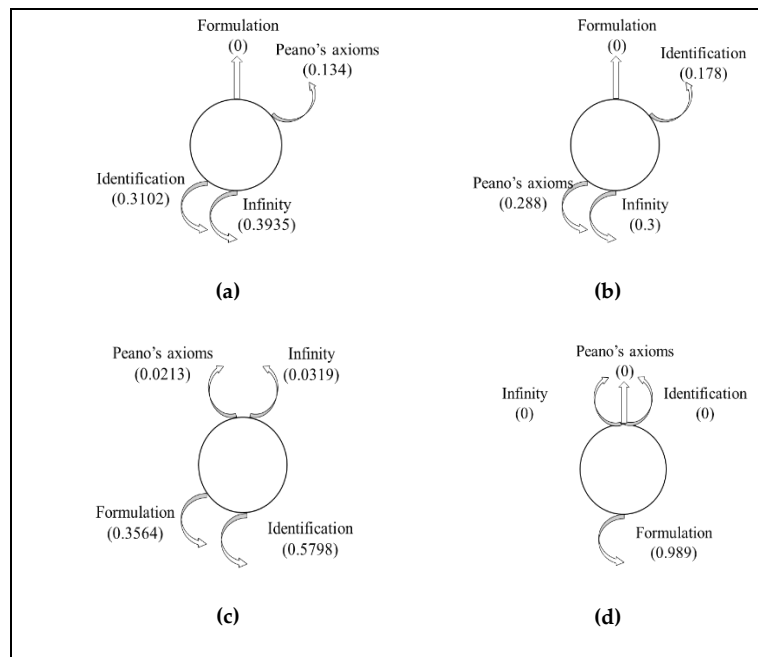 Formulation
(0)
Peano's axioms
(0.134)
Identification
(0.3102)
Infinity
(0.3935)
(a)
Formulation
(0)
Identification
(0.178)
Peano's axioms
(0.288)
Infinity
(0.3)
(b)
Peano's axioms
(0.0213)
Infinity
(0.0319)
Formulation
(0.3564)
Identification
(0.5798)
(c)
Peano's axioms
(0)
Infinity
(0)
Identification
(0)
Formulation
(0.989)
(d)